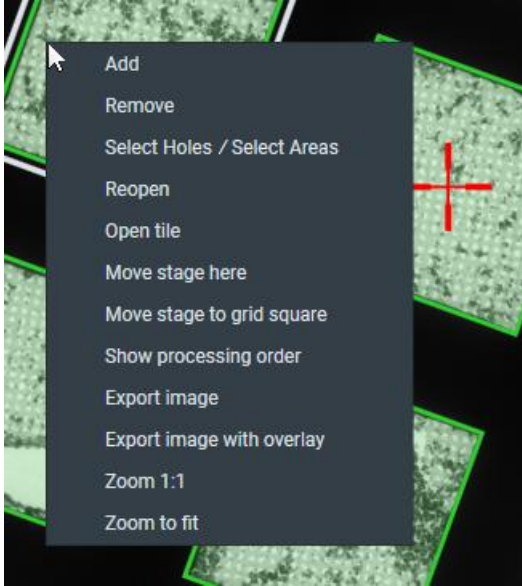 Add
Remove
Select Holes / Select Areas
Reopen
Open tile
Move stage here
Move stage to grid square
Show processing order
Export image
Export image with overlay
Zoom 1:1
Zoom to fit